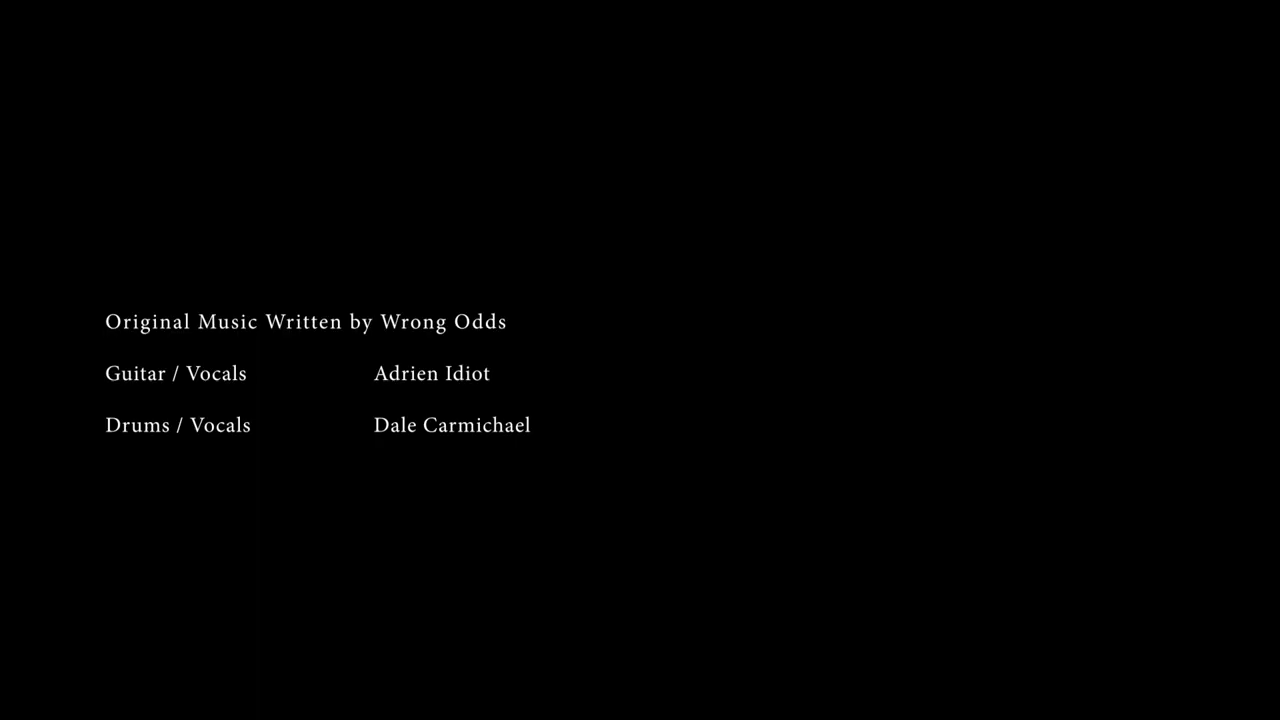 Original Music Written by Wrong Odds
Guitar / Vocals Adrien Idiot
Drums / Vocals Dale Carmichael